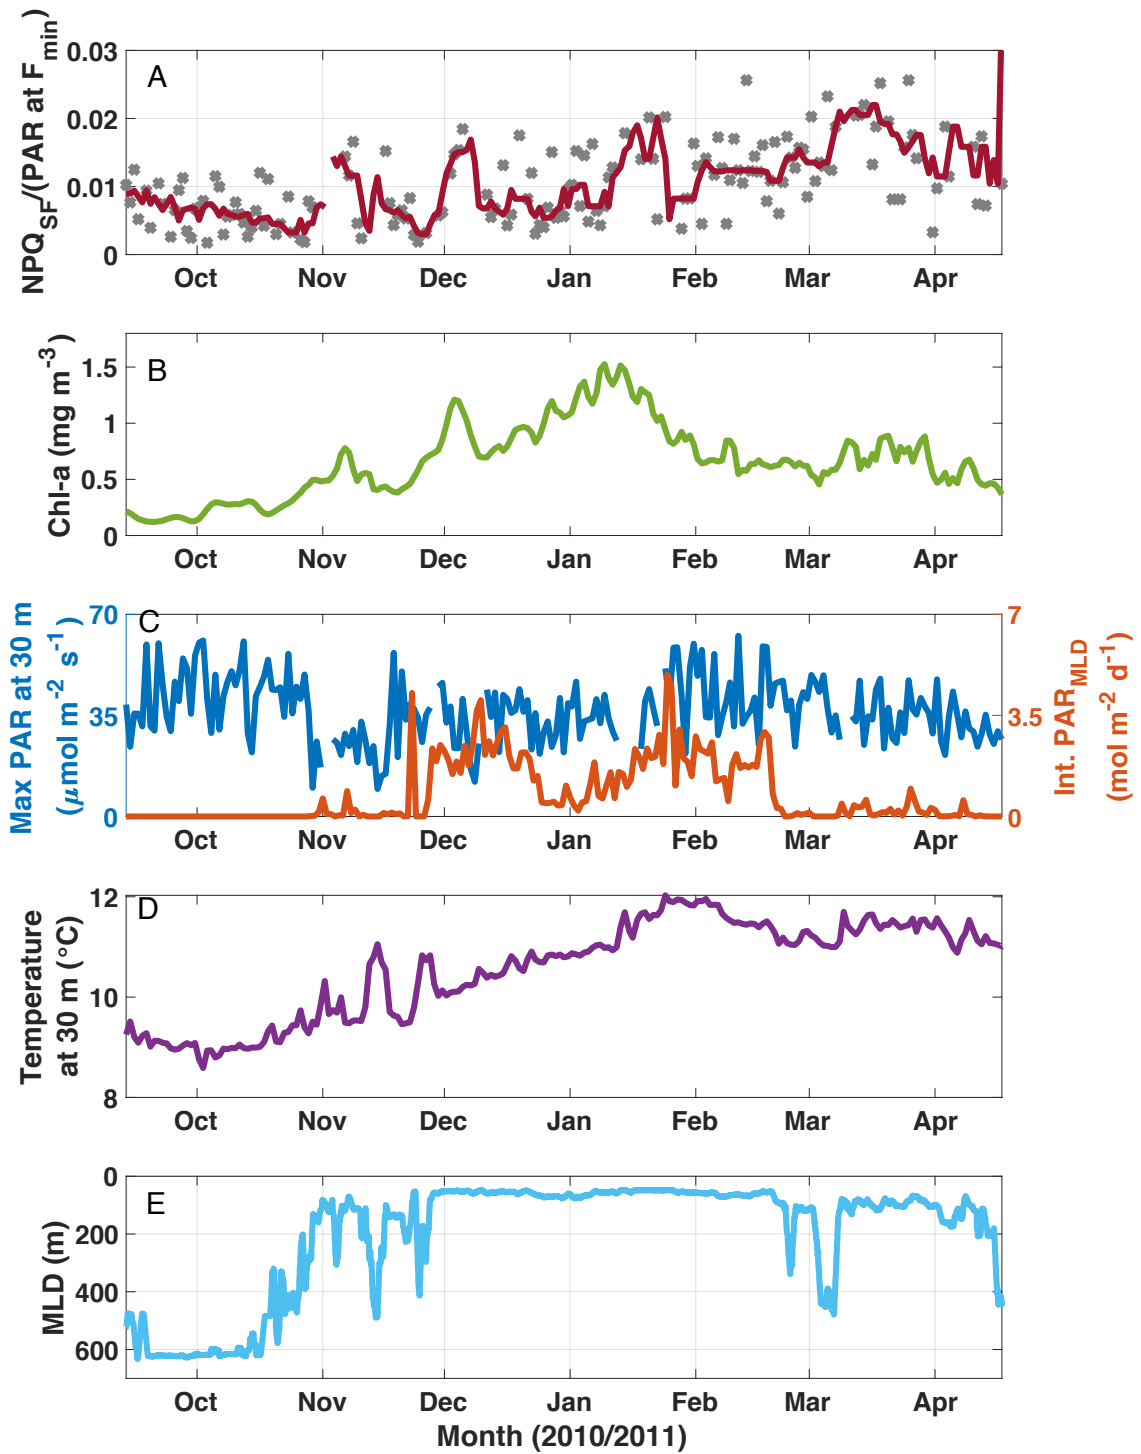 NPQSF/(PAR at Fmin)
A
0.03
0.02
0.01
0
Oct Nov Dec Jan Feb Mar Apr
Chl-a (mg m-3)
B
1.5
1
0.5
0
Oct Nov Dec Jan Feb Mar Apr
Max PAR at 30 m
(μmol m-2 s-1)
C
70
35
0
7
3.5
0
Int. PARMLD
(mol m-2 d-1)
Oct Nov Dec Jan Feb Mar Apr
Temperature
at 30 m (°C)
D
12
10
8
Oct Nov Dec Jan Feb Mar Apr
MLD (m)
E
0
200
400
600
Oct Nov Dec Jan Feb Mar Apr
Month (2010/2011)